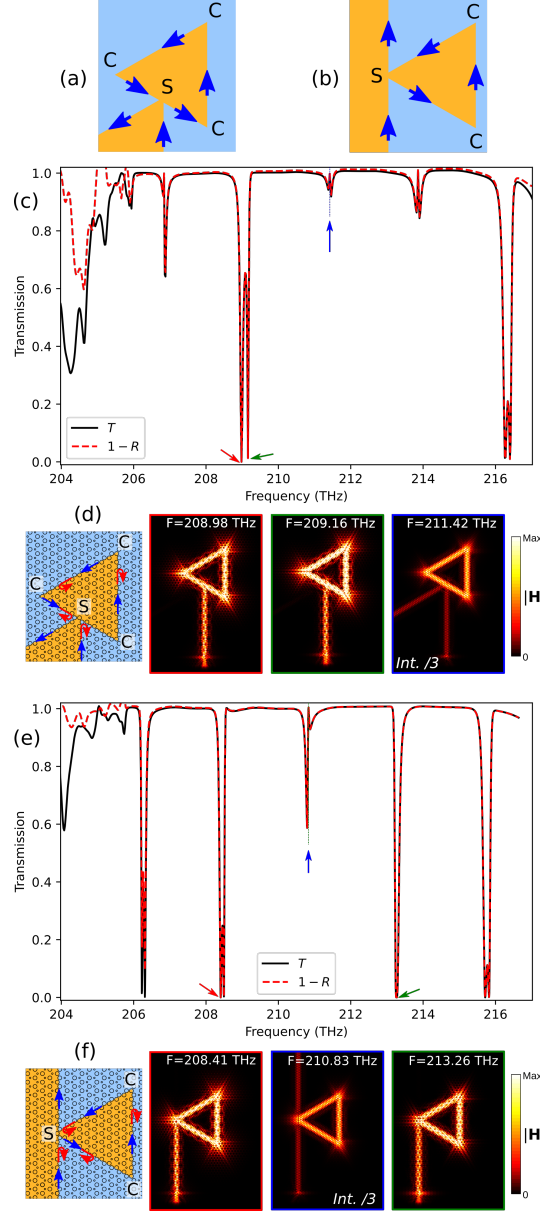 (a)
C
S
C
C
(b)
S
C
C
(c)
Transmission
1.0
0.8
0.6
0.4
0.2
0.0
T
1 − R
204 206 208 210 212 214 216
Frequency (THz)
(d)
C
C
S
C
F=208.98 THz
F=209.16 THz
F=211.42 THz
Int. /3
Max
|H
0
(e)
Transmission
1.0
0.8
0.6
0.4
0.2
0.0
T
1 − R
204 206 208 210 212 214 216
Frequency (THz)
(f)
C
S
C
F=208.41 THz
F=210.83 THz
Int. /3
F=213.26 THz
Max
|H
0